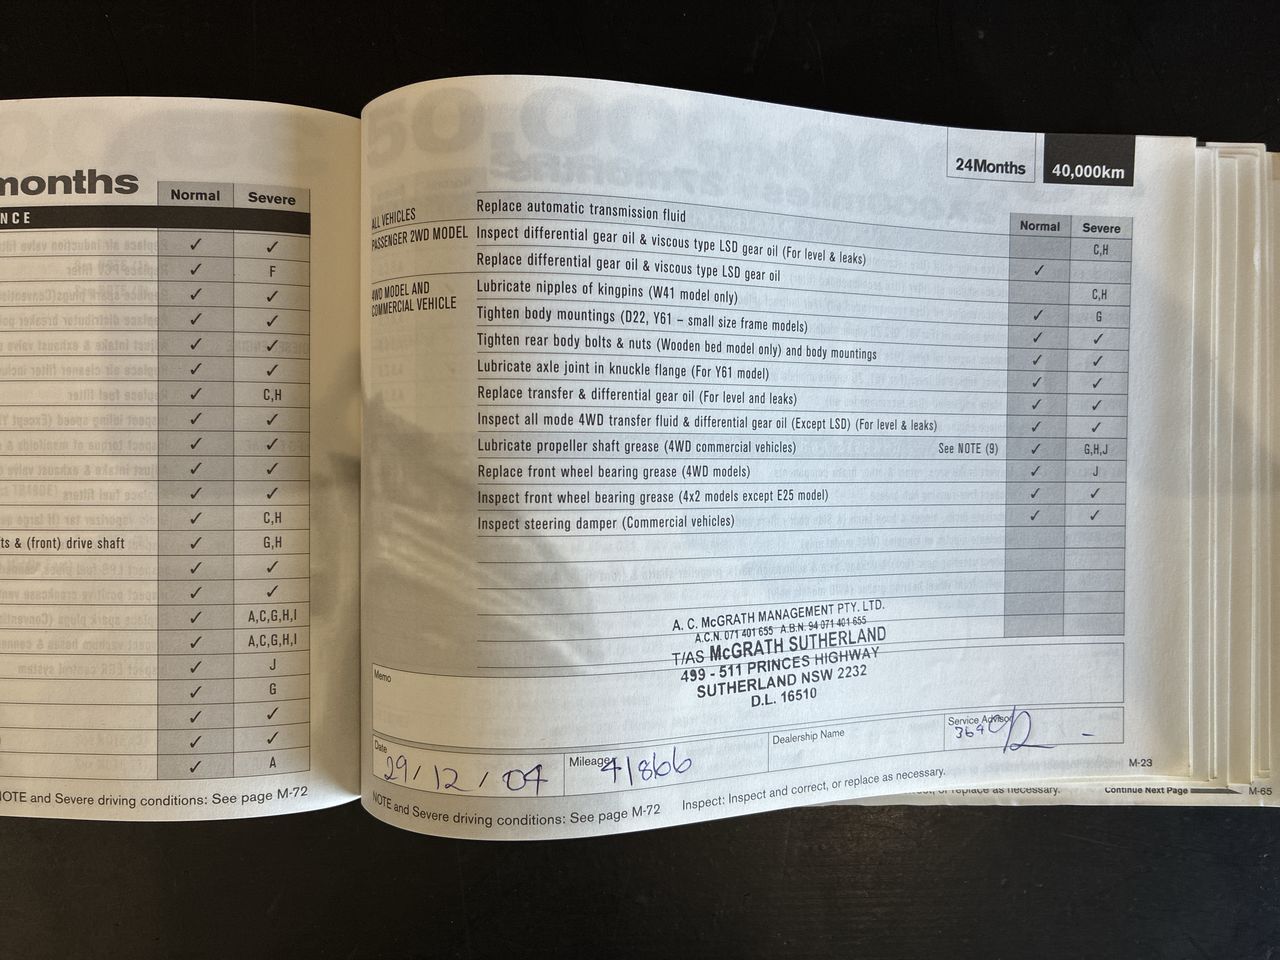 months
Normal Severe
NCE
✓ ✓
✓ F
✓ ✓
✓ ✓
✓ ✓
✓ ✓
✓ C,H
✓ ✓
✓ ✓
✓ ✓
✓ ✓
✓ C,H
ts & (front) drive shaft ✓ G,H
✓ ✓
✓ ✓
✓ A,C,G,H,I
✓ A,C,G,H,I
✓ J
✓ G
✓ ✓
✓ ✓
✓ A
NOTE and Severe driving conditions: See page M-72
24Months 40,000km
Normal Severe
ALL VEHICLES Replace automatic transmission fluid C,H
PASSENGER 2WD MODEL Inspect differential gear oil & viscous type LSD gear oil (For level & leaks) ✓
Replace differential gear oil & viscous type LSD gear oil C,H
4WD MODEL AND COMMERCIAL VEHICLE Lubricate nipples of kingpins (W41 model only) ✓ G
Tighten body mountings (D22, Y61 – small size frame models) ✓ ✓
Tighten rear body bolts & nuts (Wooden bed model only) and body mountings ✓ ✓
Lubricate axle joint in knuckle flange (For Y61 model) ✓ ✓
Replace transfer & differential gear oil (For level and leaks) ✓ ✓
Inspect all mode 4WD transfer fluid & differential gear oil (Except LSD) (For level & leaks) ✓ ✓
Lubricate propeller shaft grease (4WD commercial vehicles) See NOTE (9) ✓ G,H,J
Replace front wheel bearing grease (4WD models) ✓ J
Inspect front wheel bearing grease (4x2 models except E25 model) ✓ ✓
Inspect steering damper (Commercial vehicles) ✓ ✓
A. C. McGRATH MANAGEMENT PTY. LTD.
A.C.N. 071 401 655 A.B.N. 94 071 401 655
T/AS McGRATH SUTHERLAND
499 - 511 PRINCES HIGHWAY
SUTHERLAND NSW 2232
D.L. 16510
Memo
Date 29/12/04 Mileage 41866 Dealership Name Service Advisor 364
M-23
NOTE and Severe driving conditions: See page M-72 Inspect: Inspect and correct, or replace as necessary.
or replace as necessary. Continue Next Page M-65